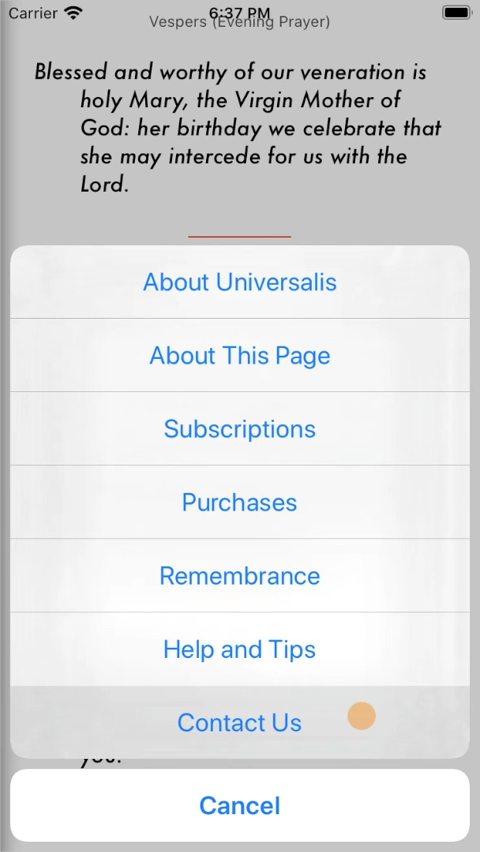 Carrier 6:37 PM
Vespers (Evening Prayer)
Blessed and worthy of our veneration is
holy Mary, the Virgin Mother of
God: her birthday we celebrate that
she may intercede for us with the
Lord.
About Universalis
About This Page
Subscriptions
Purchases
Remembrance
Help and Tips
Contact Us
you.
Cancel